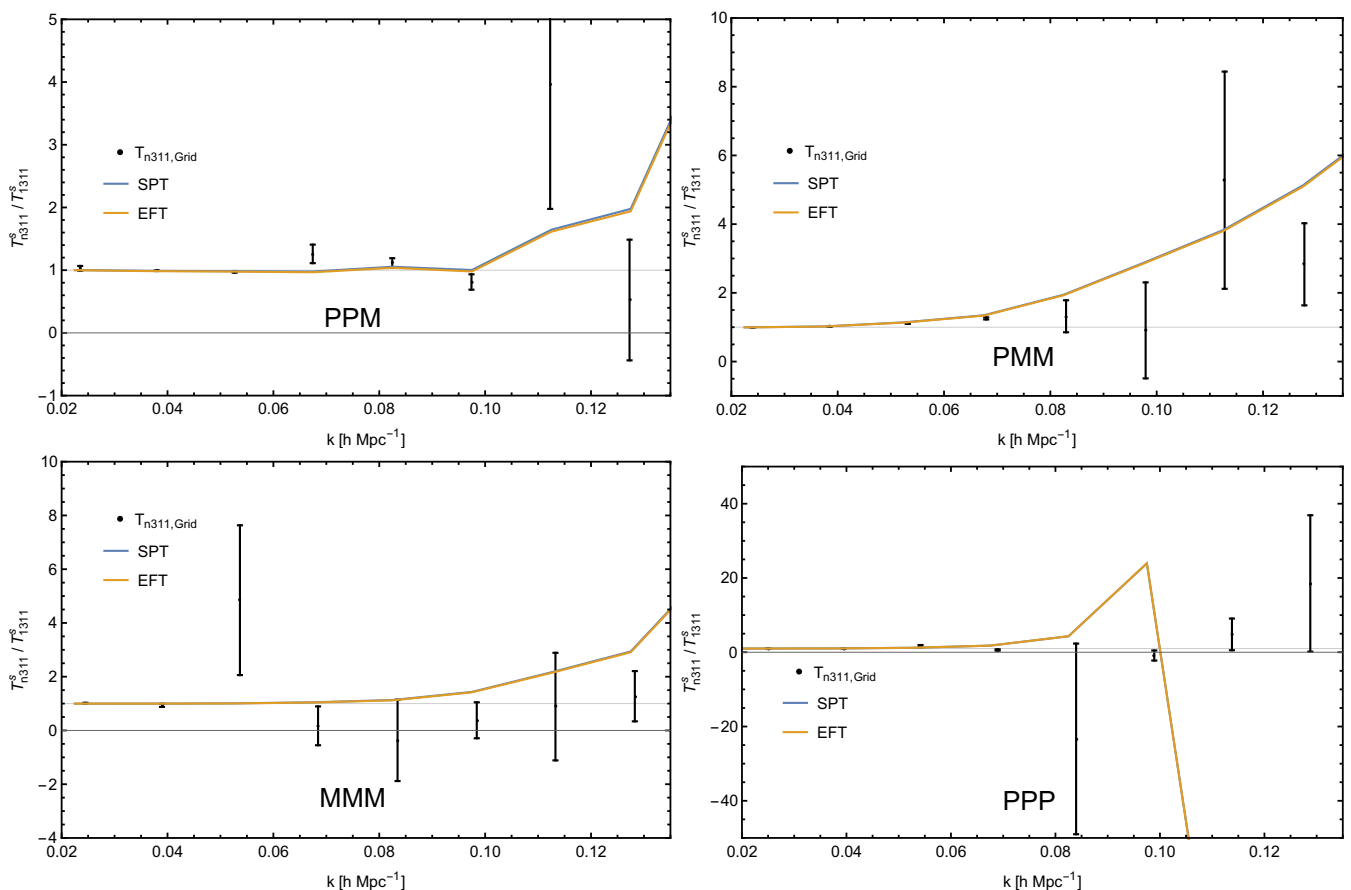 5
4
3
2
1
0
-1
T^s_n311 / T^s_1311
T_n311,Grid
SPT
EFT
PPM
0.02 0.04 0.06 0.08 0.10 0.12
k [h Mpc⁻¹]
10
8
6
4
2
0
T^s_n311 / T^s_1311
T_n311,Grid
SPT
EFT
PMM
0.02 0.04 0.06 0.08 0.10 0.12
k [h Mpc⁻¹]
10
8
6
4
2
0
-2
-4
T^s_n311 / T^s_1311
T_n311,Grid
SPT
EFT
MMM
0.02 0.04 0.06 0.08 0.10 0.12
k [h Mpc⁻¹]
40
20
0
-20
-40
T^s_n311 / T^s_1311
T_n311,Grid
SPT
EFT
PPP
0.02 0.04 0.06 0.08 0.10 0.12
k [h Mpc⁻¹]